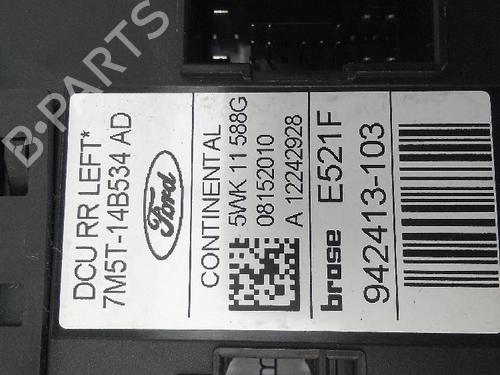 B-PARTS
DCU RR LEFT*
7M5T-14B534 AD
Ford
CONTINENTAL
5WK 11 588G
08152010
A 12242928
brose
E521F
942413-103